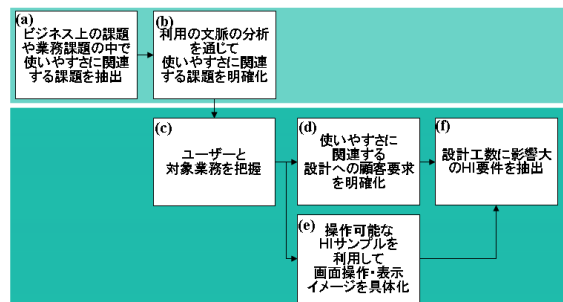 (a)
ビジネス上の課題
や業務課題の中で
使いやすさに関連
する課題を抽出
(b)
利用の文脈の分析
を通じて
使いやすさに関連
する課題を明確化
(c)
ユーザーと
対象業務を把握
(d)
使いやすさに
関連する
設計への顧客要求
を明確化
(f)
設計工数に影響大
のHI要件を抽出
(e)
操作可能な
HIサンプルを
利用して
画面操作・表示
イメージを具体化